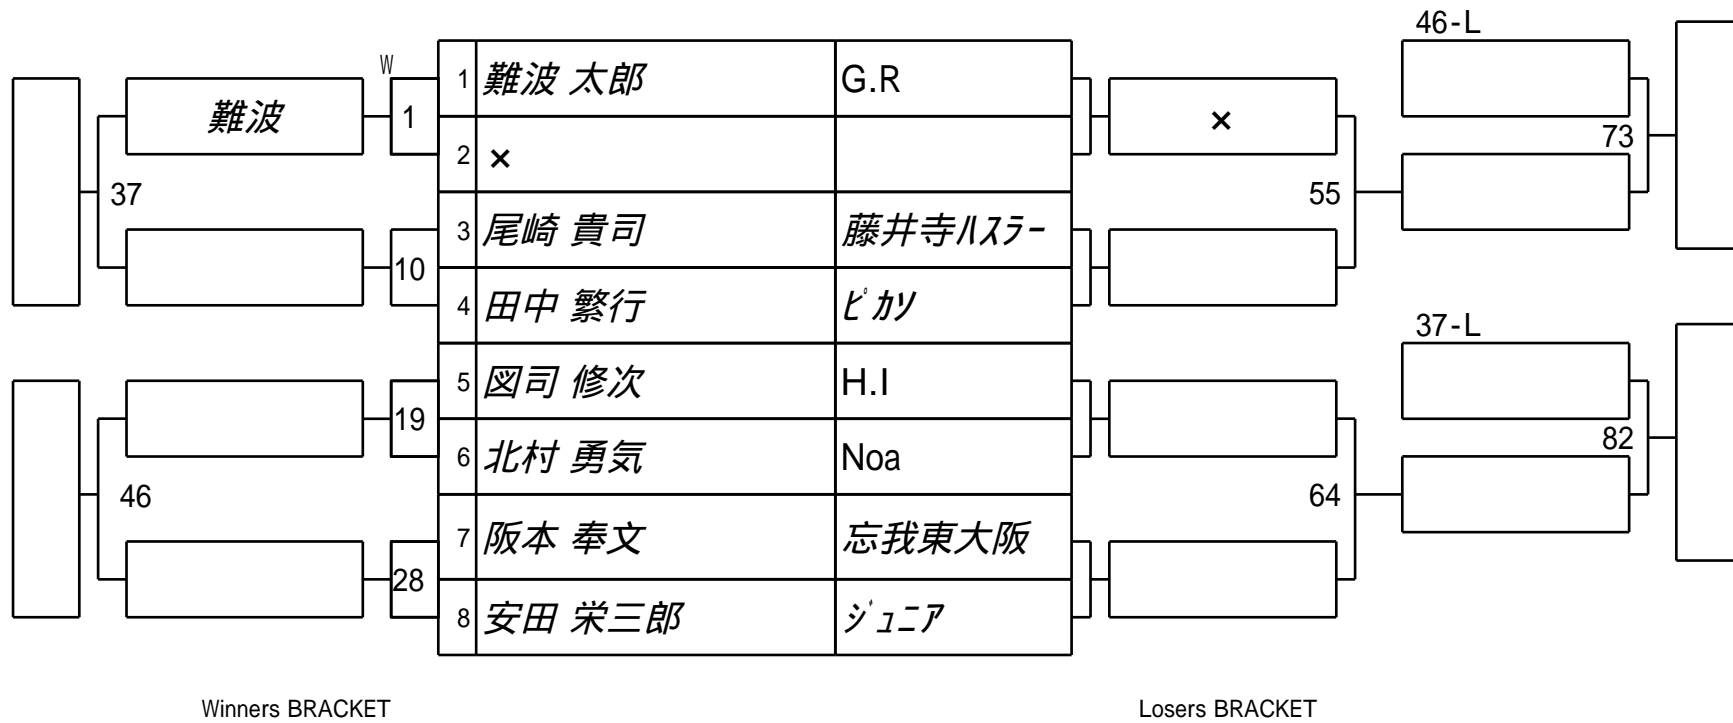 46-L
W
1 難波 太郎 G.R
難波 1 ×
73
2 ×
37 55
3 尾崎 貴司 藤井寺ﾊｽﾗｰ
10
4 田中 繁行 ﾋﾟｶｿ
37-L
5 図司 修次 H.I
19
82
6 北村 勇気 Noa
46 64
7 阪本 奉文 忘我東大阪
28
8 安田 栄三郎 ｼﾞｭﾆｱ
Winners BRACKET Losers BRACKET